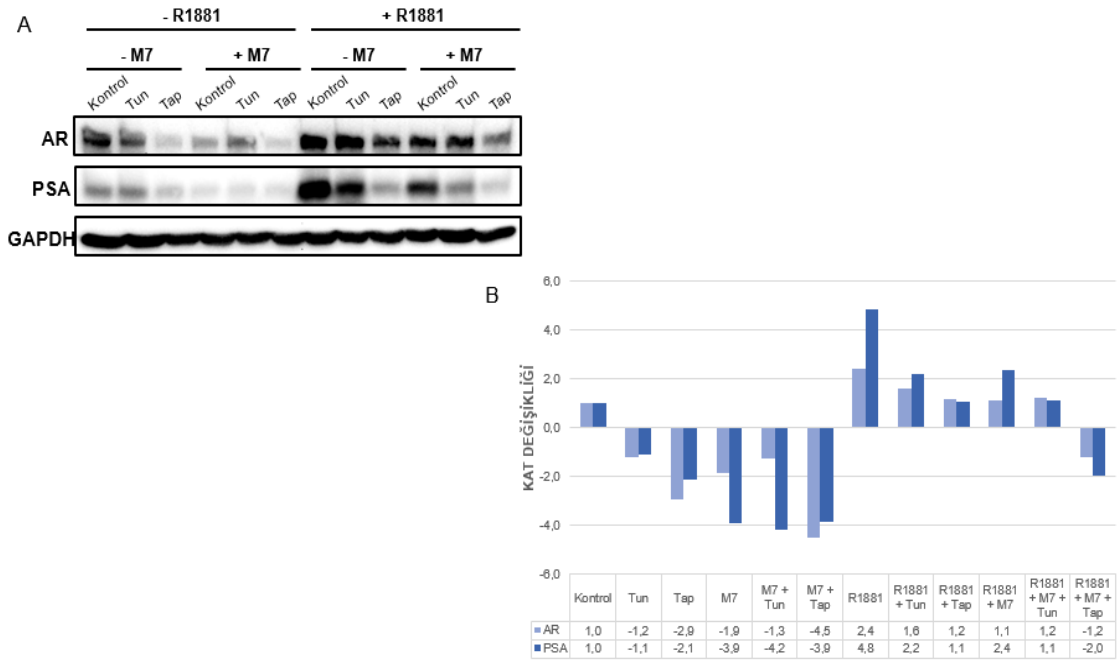 A
- R1881 + R1881
- M7 + M7 - M7 + M7
Kontrol Tun Tap Kontrol Tun Tap Kontrol Tun Tap Kontrol Tun Tap
AR
PSA
GAPDH
B
KAT DEĞİŞİKLİĞİ
6,0
4,0
2,0
0,0
-2,0
-4,0
-6,0
Kontrol Tun Tap M7 M7 + Tun M7 + Tap R1881 R1881 + Tun R1881 + Tap R1881 + M7 R1881 + M7 + Tun R1881 + M7 + Tap
AR 1,0 -1,2 -2,9 -1,9 -1,3 -4,5 2,4 1,6 1,2 1,1 1,2 -1,2
PSA 1,0 -1,1 -2,1 -3,9 -4,2 -3,9 4,8 2,2 1,1 2,4 1,1 -2,0